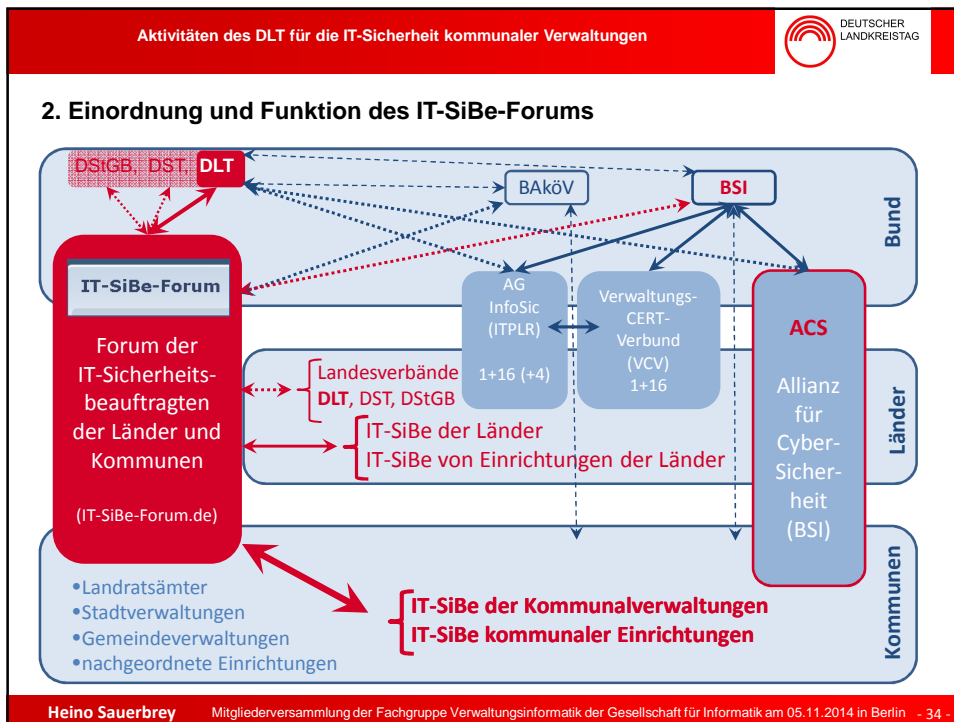 Aktivitäten des DLT für die IT-Sicherheit kommunaler Verwaltungen
DEUTSCHER
LANDKREISTAG
2. Einordnung und Funktion des IT-SiBe-Forums
DStGB, DST, DLT
BAköV
BSI
Bund
IT-SiBe-Forum
Forum der
IT-Sicherheits-
beauftragten
der Länder und
Kommunen
(IT-SiBe-Forum.de)
AG
InfoSic
(ITPLR)
1+16 (+4)
Verwaltungs-
CERT-
Verbund
(VCV)
1+16
ACS
Allianz
für
Cyber-
Sicher-
heit
(BSI)
Landesverbände
DLT, DST, DStGB
IT-SiBe der Länder
IT-SiBe von Einrichtungen der Länder
Länder
•Landratsämter
•Stadtverwaltungen
•Gemeindeverwaltungen
•nachgeordnete Einrichtungen
IT-SiBe der Kommunalverwaltungen
IT-SiBe kommunaler Einrichtungen
Kommunen
Heino Sauerbrey Mitgliederversammlung der Fachgruppe Verwaltungsinformatik der Gesellschaft für Informatik am 05.11.2014 in Berlin - 34 -